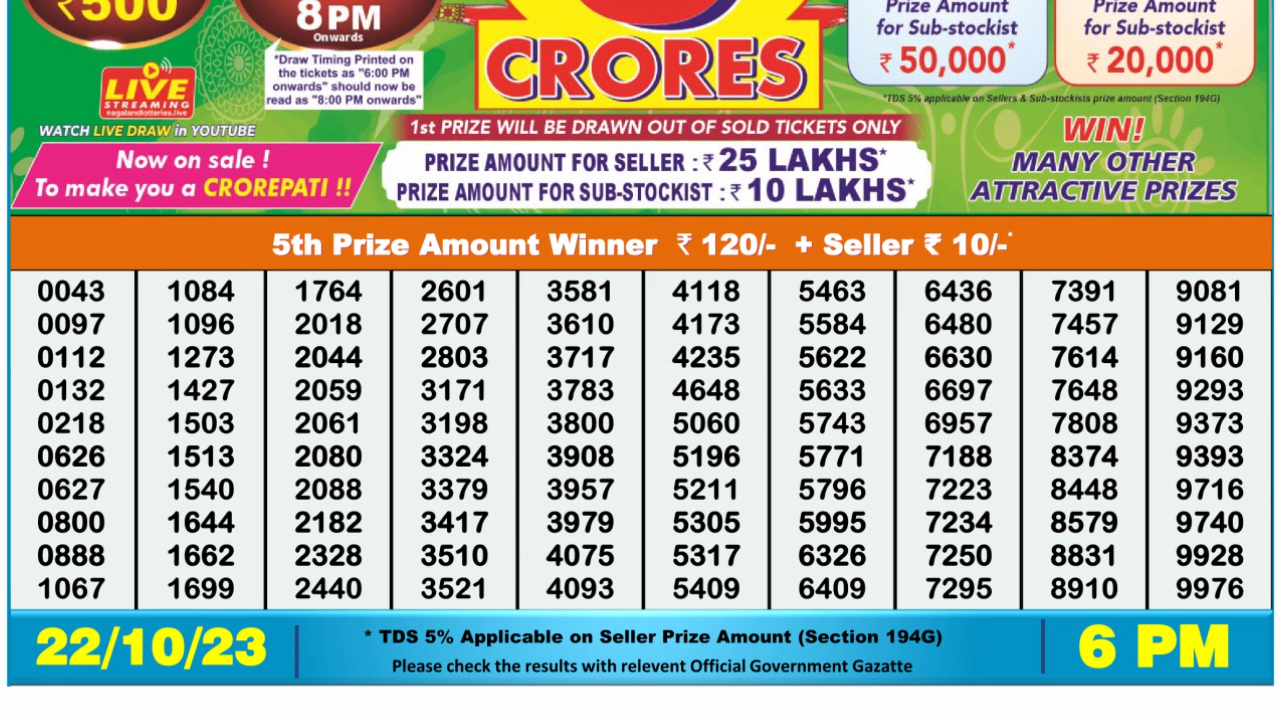 ₹500
8PM
Onwards
*Draw Timing Printed on
the tickets as "6:00 PM
onwards" should now be
read as "8:00 PM onwards"
LIVE
STREAMING
nagalandlotteries.live
WATCH LIVE DRAW in YOUTUBE
Now on sale !
To make you a CROREPATI !!
CRORES
1st PRIZE WILL BE DRAWN OUT OF SOLD TICKETS ONLY
PRIZE AMOUNT FOR SELLER : ₹ 25 LAKHS*
PRIZE AMOUNT FOR SUB-STOCKIST : ₹ 10 LAKHS*
Prize Amount
for Sub-stockist
₹ 50,000*
Prize Amount
for Sub-stockist
₹ 20,000*
*TDS 5% applicable on Sellers & Sub-stockists prize amount (Section 194G)
WIN!
MANY OTHER
ATTRACTIVE PRIZES
5th Prize Amount Winner ₹ 120/- + Seller ₹ 10/-*
0043 1084 1764 2601 3581 4118 5463 6436 7391 9081
0097 1096 2018 2707 3610 4173 5584 6480 7457 9129
0112 1273 2044 2803 3717 4235 5622 6630 7614 9160
0132 1427 2059 3171 3783 4648 5633 6697 7648 9293
0218 1503 2061 3198 3800 5060 5743 6957 7808 9373
0626 1513 2080 3324 3908 5196 5771 7188 8374 9393
0627 1540 2088 3379 3957 5211 5796 7223 8448 9716
0800 1644 2182 3417 3979 5305 5995 7234 8579 9740
0888 1662 2328 3510 4075 5317 6326 7250 8831 9928
1067 1699 2440 3521 4093 5409 6409 7295 8910 9976
22/10/23
* TDS 5% Applicable on Seller Prize Amount (Section 194G)
Please check the results with relevent Official Government Gazatte
6 PM